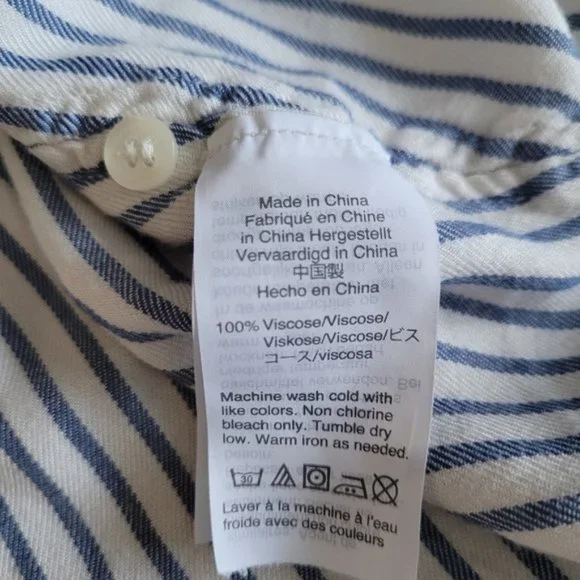 Made in China
Fabriqué en Chine
in China Hergestellt
Vervaardigd in China
中国製
Hecho en China
100% Viscose/Viscose/
Viskose/Viscose/ビス
コース/viscosa
Machine wash cold with
like colors. Non chlorine
bleach only. Tumble dry
low. Warm iron as needed.
30
Laver à la machine à l'eau
froide avec des couleurs